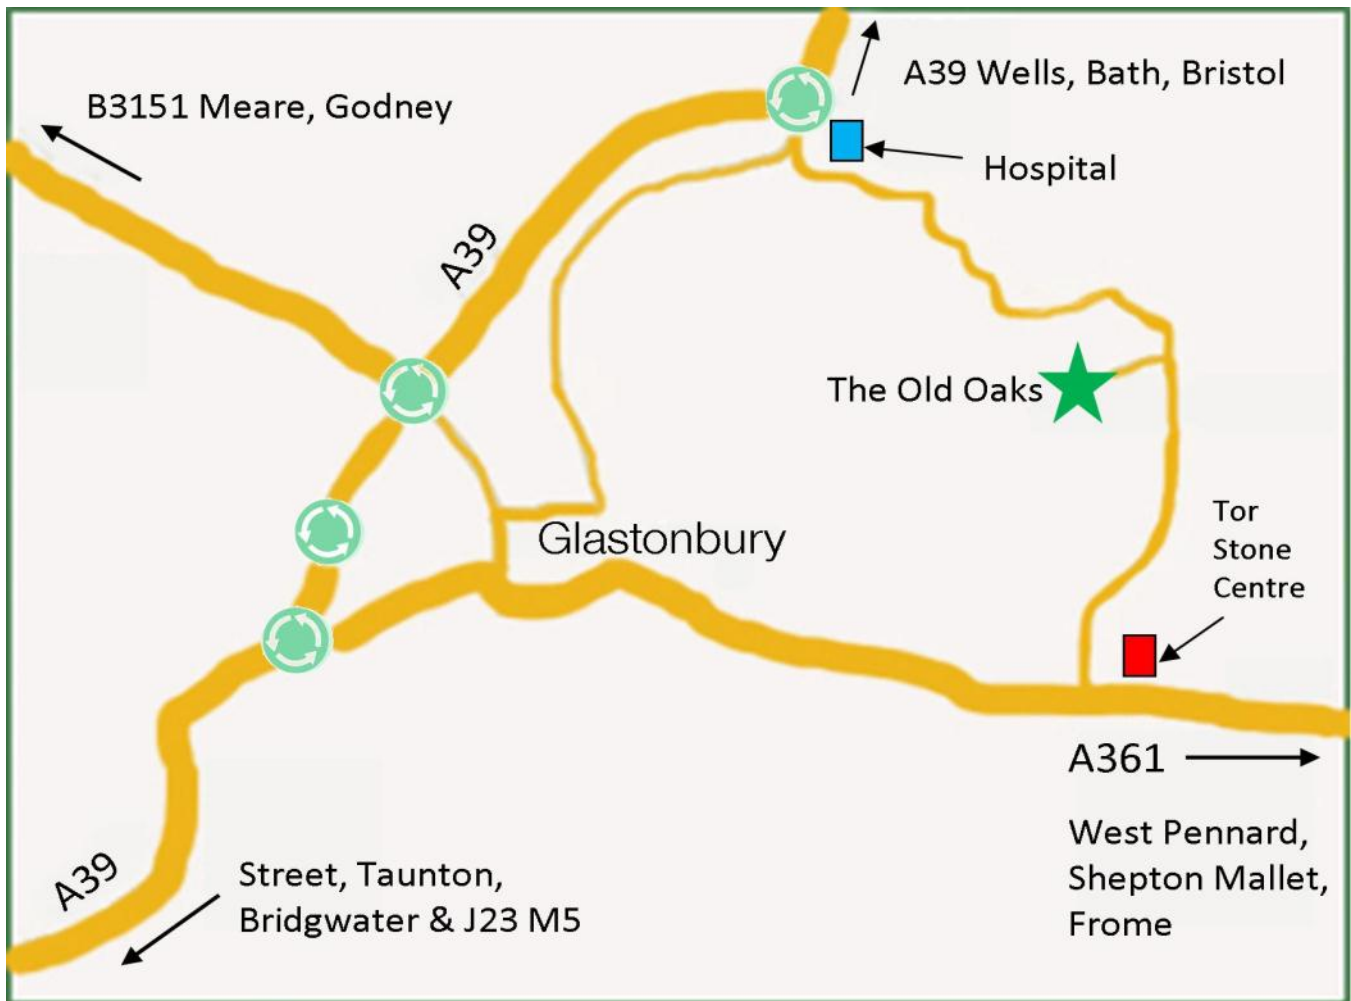 A39 Wells, Bath, Bristol
B3151 Meare, Godney
Hospital
A39
The Old Oaks
Tor
Stone
Centre
Glastonbury
A361
West Pennard,
Shepton Mallet,
Frome
A39
Street, Taunton,
Bridgwater & J23 M5